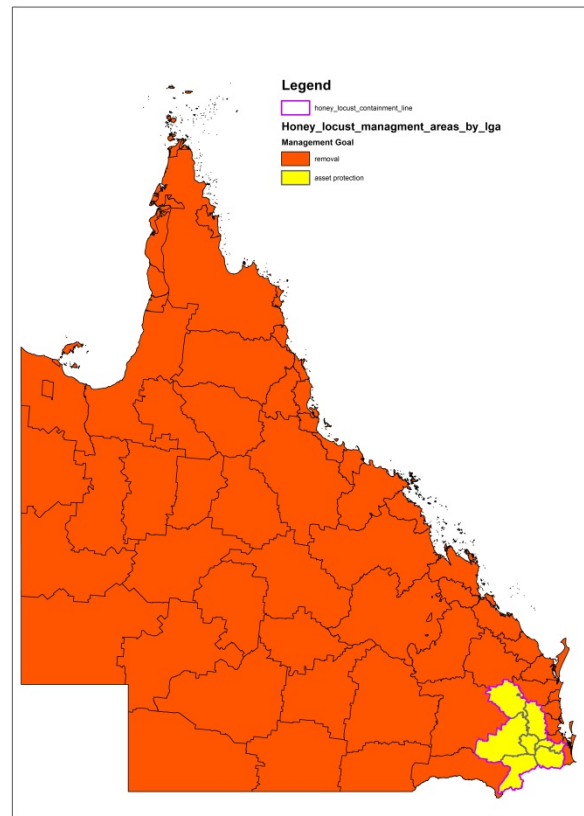 Legend
honey_locust_containment_line
Honey_locust_managment_areas_by_lga
Management Goal
removal
asset protection